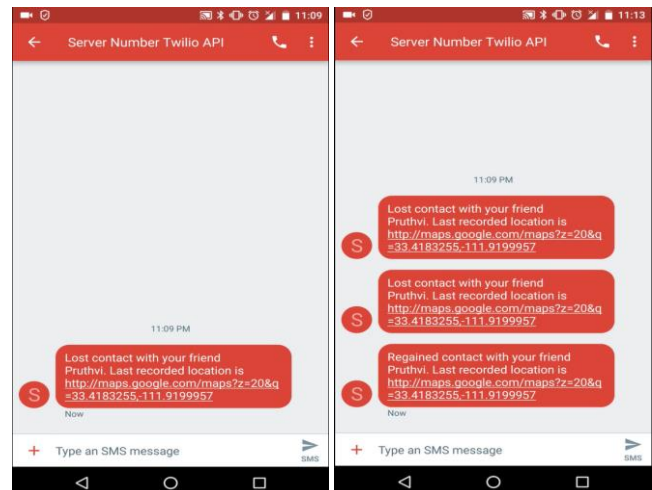 11:09
Server Number Twilio API
11:09 PM
Lost contact with your friend
Pruthvi. Last recorded location is
http://maps.google.com/maps?z=20&q
=33.4183255,-111.9199957
S
Now
Type an SMS message
SMS
11:13
Server Number Twilio API
11:09 PM
Lost contact with your friend
Pruthvi. Last recorded location is
http://maps.google.com/maps?z=20&q
=33.4183255,-111.9199957
S
Lost contact with your friend
Pruthvi. Last recorded location is
http://maps.google.com/maps?z=20&q
=33.4183255,-111.9199957
S
Regained contact with your friend
Pruthvi. Last recorded location is
http://maps.google.com/maps?z=20&q
=33.4183255,-111.9199957
S
Now
Type an SMS message
SMS